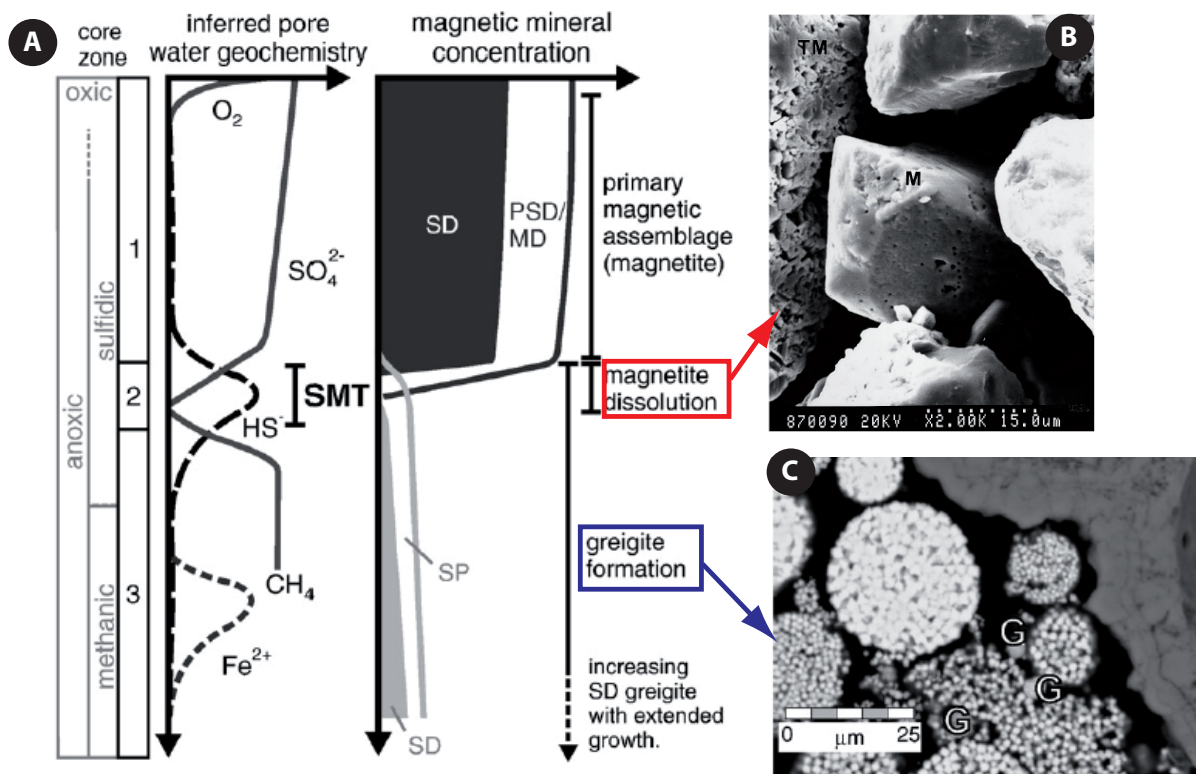 A
core
zone
inferred pore
water geochemistry
magnetic mineral
concentration
oxic
sulfidic
anoxic
methanic
1
2
3
O₂
SO₄²⁻
SMT
HS⁻
CH₄
Fe²⁺
SD
PSD/
MD
SP
SD
primary
magnetic
assemblage
(magnetite)
magnetite
dissolution
greigite
formation
increasing
SD greigite
with extended
growth.
B
TM
M
870090 20KV X2.00K 15.0um
C
G
G
G
0 25
μm